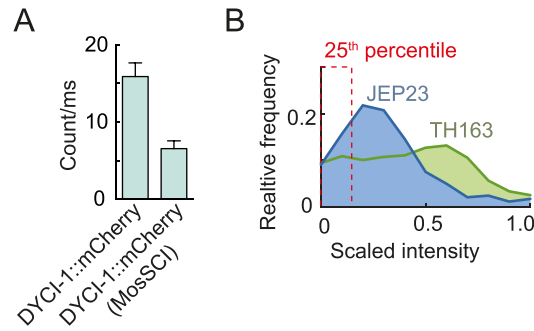 A
20
10
0
Count/ms
DYCI-1::mCherry
DYCI-1::mCherry
(MosSCI)
B
25th percentile
JEP23
TH163
0.2
0
0
0.5
1.0
Realtive frequency
Scaled intensity